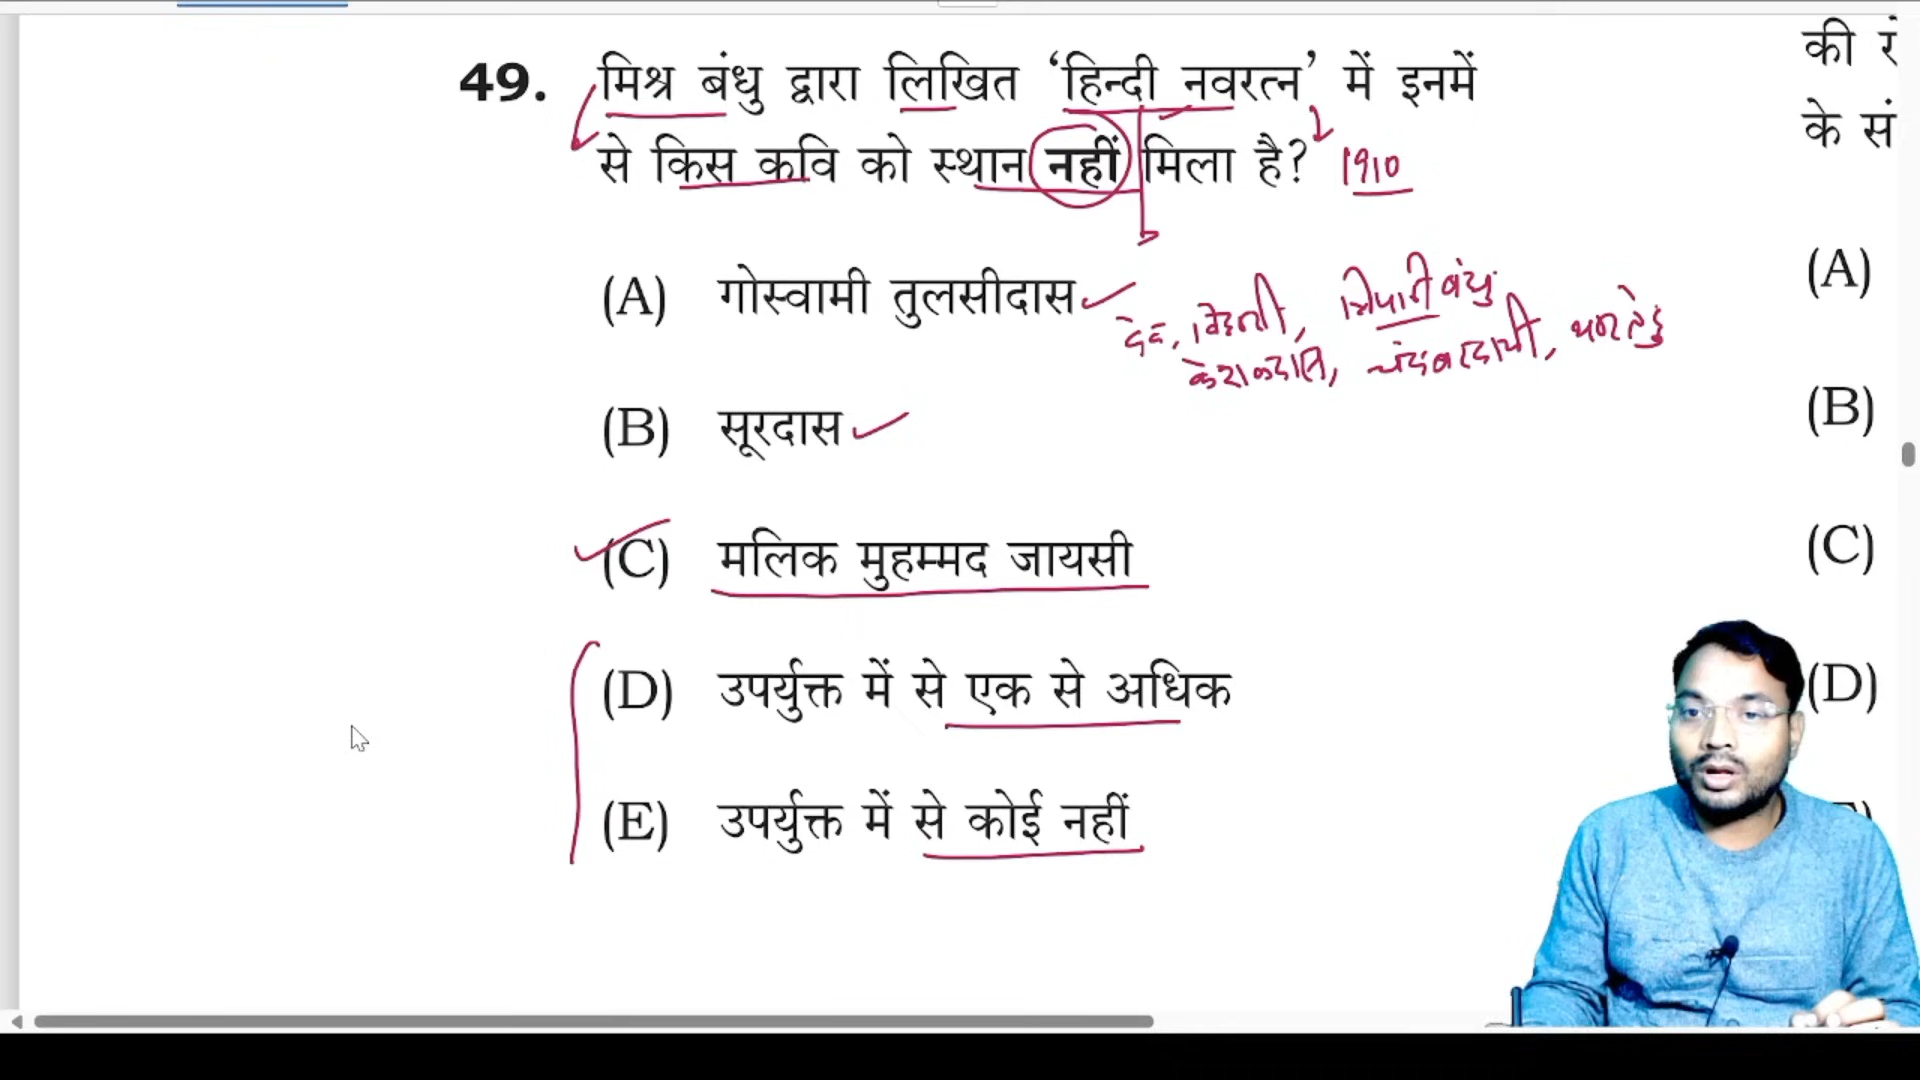 49. मिश्र बंधु द्वारा लिखित ‘हिन्दी नवरत्न’ में इनमें
से किस कवि को स्थान नहीं मिला है? 1910
(A) गोस्वामी तुलसीदास
देव, बिहारी, त्रिपाठी बंधु
केशवदास, चंदबरदायी, भारतेंदु
(B) सूरदास
(C) मलिक मुहम्मद जायसी
(D) उपर्युक्त में से एक से अधिक
(E) उपर्युक्त में से कोई नहीं
की
के सं
(A)
(B)
(C)
(D)